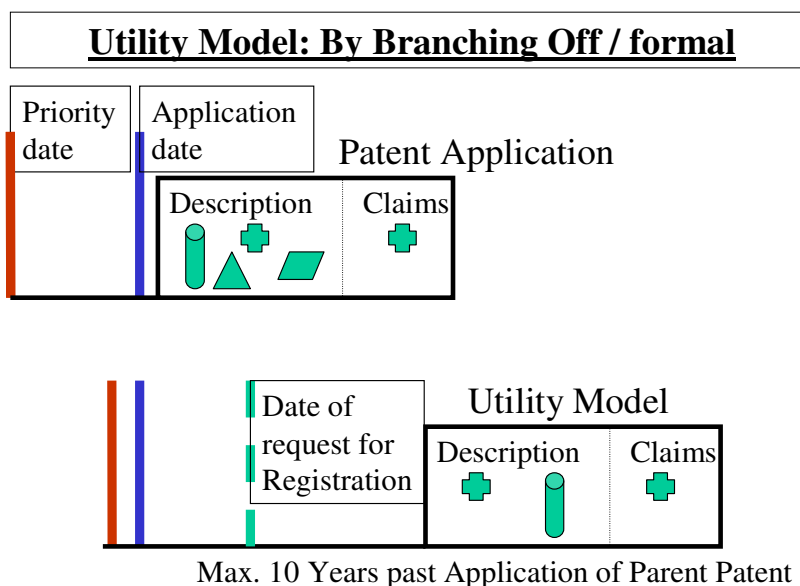 Utility Model: By Branching Off / formal
Priority
date
Application
date
Patent Application
Description
Claims
Date of
request for
Registration
Utility Model
Description
Claims
Max. 10 Years past Application of Parent Patent